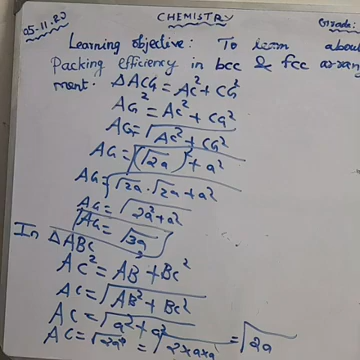 05-11-20 CHEMISTRY Grade:
Learning objective: To learn about
Packing efficiency in bcc & fcc arran
ment. ΔACG = AC² + CG²
AG² = AC² + CG²
AG = √AC² + CG²
AG = √(√2a)² + a²
AG = √√2a · √2a + a²
AG = √2a² + a²
AG = √3a
In ΔABC
AC² = AB² + BC²
AC = √AB² + BC²
AC = √a² + a²
AC = √2a² = √2×a×a = √2a